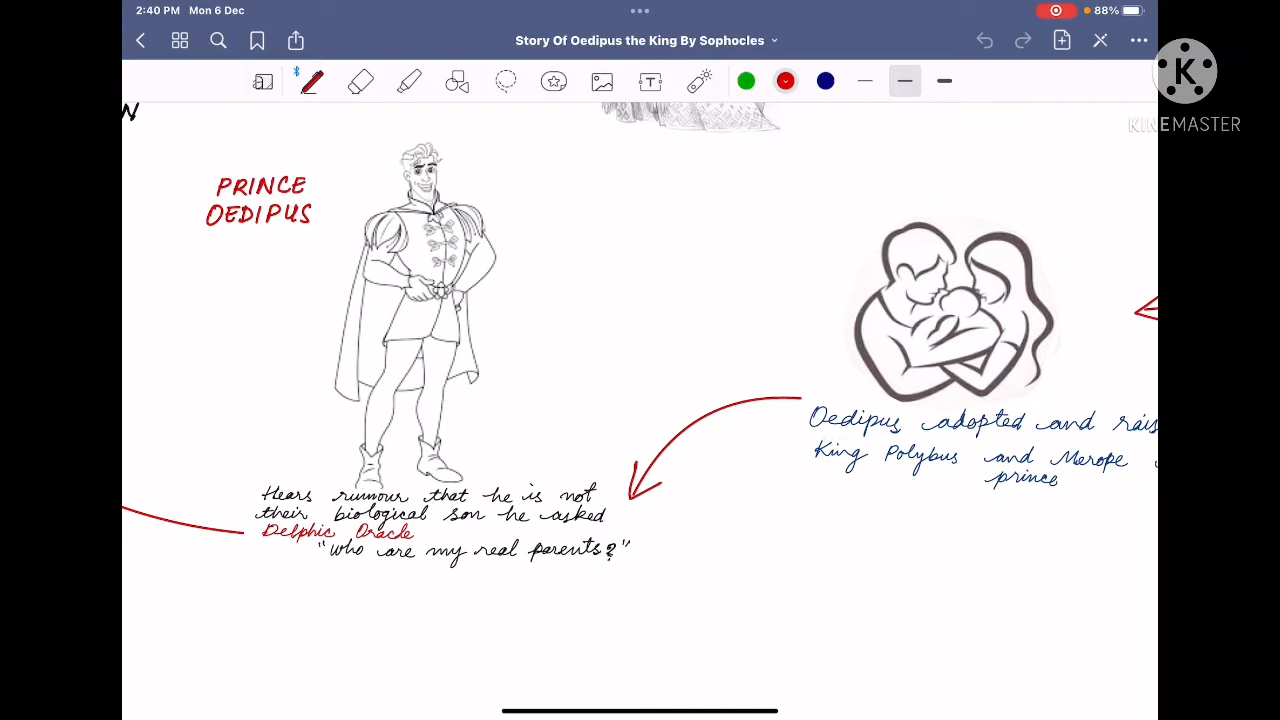 2:40 PM Mon 6 Dec
88%
Story Of Oedipus the King By Sophocles
T
K
KINEMASTER
N
PRINCE
OEDIPUS
Oedipus adopted and rais
King Polybus and Merope
prince
Hears rumour that he is not
their biological son he asked
Delphic Oracle
"Who are my real parents?"